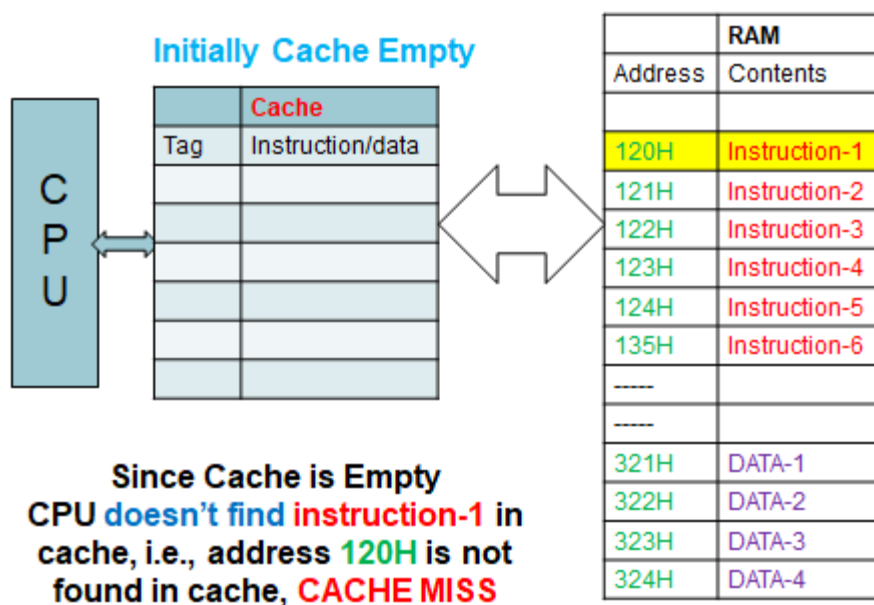 Initially Cache Empty
C
P
U
Cache
Tag Instruction/data
RAM
Address Contents
120H Instruction-1
121H Instruction-2
122H Instruction-3
123H Instruction-4
124H Instruction-5
135H Instruction-6
-----
-----
321H DATA-1
322H DATA-2
323H DATA-3
324H DATA-4
Since Cache is Empty
CPU doesn't find instruction-1 in
cache, i.e., address 120H is not
found in cache, CACHE MISS